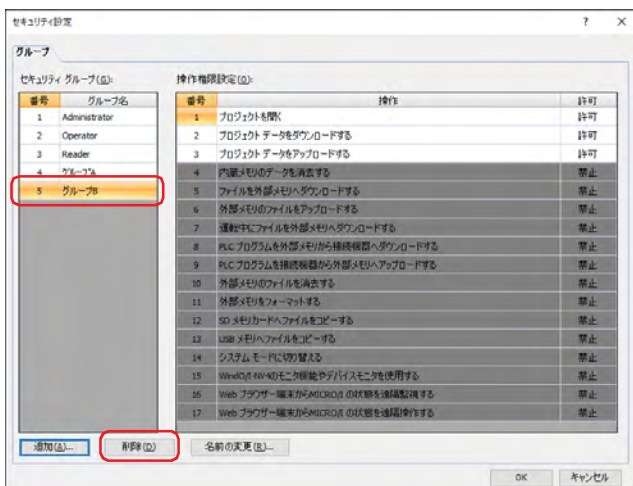 セキュリティ設定 ? ×
グループ
セキュリティ グループ(G): 操作権限設定(O):
番号 グループ名
1 Administrator
2 Operator
3 Reader
4 グループA
5 グループB
番号 操作 許可
1 プロジェクトを開く 許可
2 プロジェクト データをダウンロードする 許可
3 プロジェクト データをアップロードする 許可
4 内蔵メモリのデータを消去する 禁止
5 ファイルを外部メモリへダウンロードする 禁止
6 外部メモリのファイルをアップロードする 禁止
7 運転中にファイルを外部メモリへダウンロードする 禁止
8 PLC プログラムを外部メモリから接続機器へダウンロードする 禁止
9 PLC プログラムを接続機器から外部メモリへアップロードする 禁止
10 外部メモリのファイルを消去する 禁止
11 外部メモリをフォーマットする 禁止
12 SD メモリカードへファイルをコピーする 禁止
13 USB メモリへファイルをコピーする 禁止
14 システム モードに切り替える 禁止
15 WindO/I-NV4のモニタ機能やデバイスモニタを使用する 禁止
16 Web ブラウザー端末からMICRO/I の状態を遠隔監視する 禁止
17 Web ブラウザー端末からMICRO/I の状態を遠隔操作する 禁止
追加(A)... 削除(D) 名前の変更(R)...
OK キャンセル